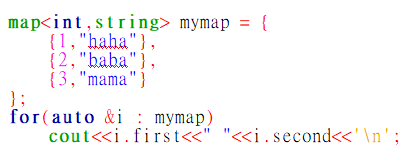 map<int,string> mymap = {
    {1,"haha"},
    {2,"baba"},
    {3,"mama"}
};
for(auto &i : mymap)
    cout<<i.first<<" "<<i.second<<'\n';